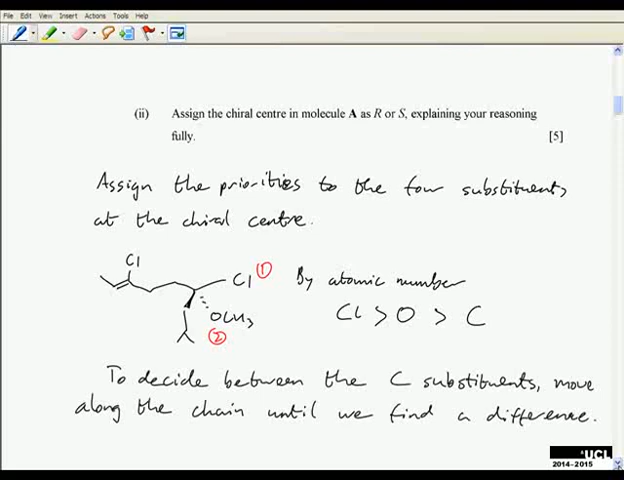 File Edit View Insert Actions Tools Help
(ii) Assign the chiral centre in molecule A as R or S, explaining your reasoning
fully. [5]
Assign the priorities to the four substituents
at the chiral centre.
Cl
Cl ① By atomic number
OCH3 Cl > O > C
②
To decide between the C substituents, move
along the chain until we find a difference.
UCL
2014-2015